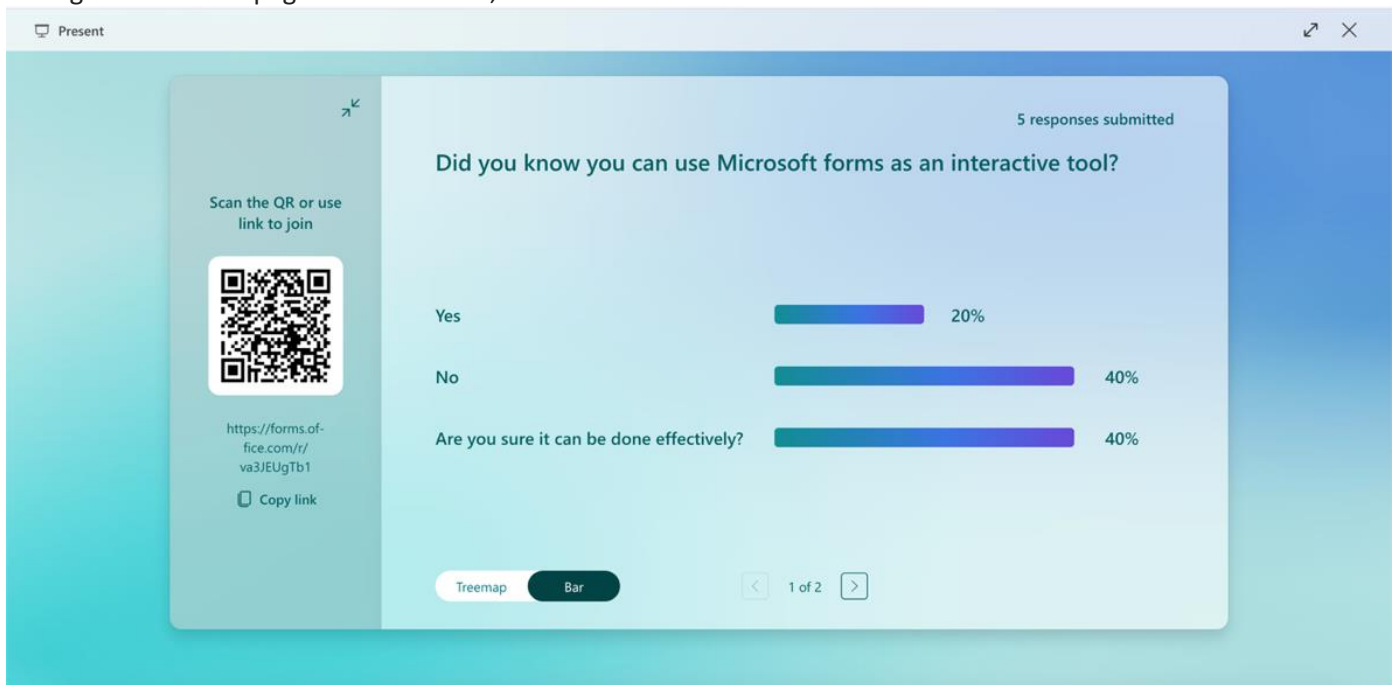 Present
5 responses submitted
Did you know you can use Microsoft forms as an interactive tool?
Scan the QR or use
link to join
https://forms.of-
fice.com/r/
va3JEUgTb1
Copy link
Yes
20%
No
40%
Are you sure it can be done effectively?
40%
Treemap
Bar
1 of 2